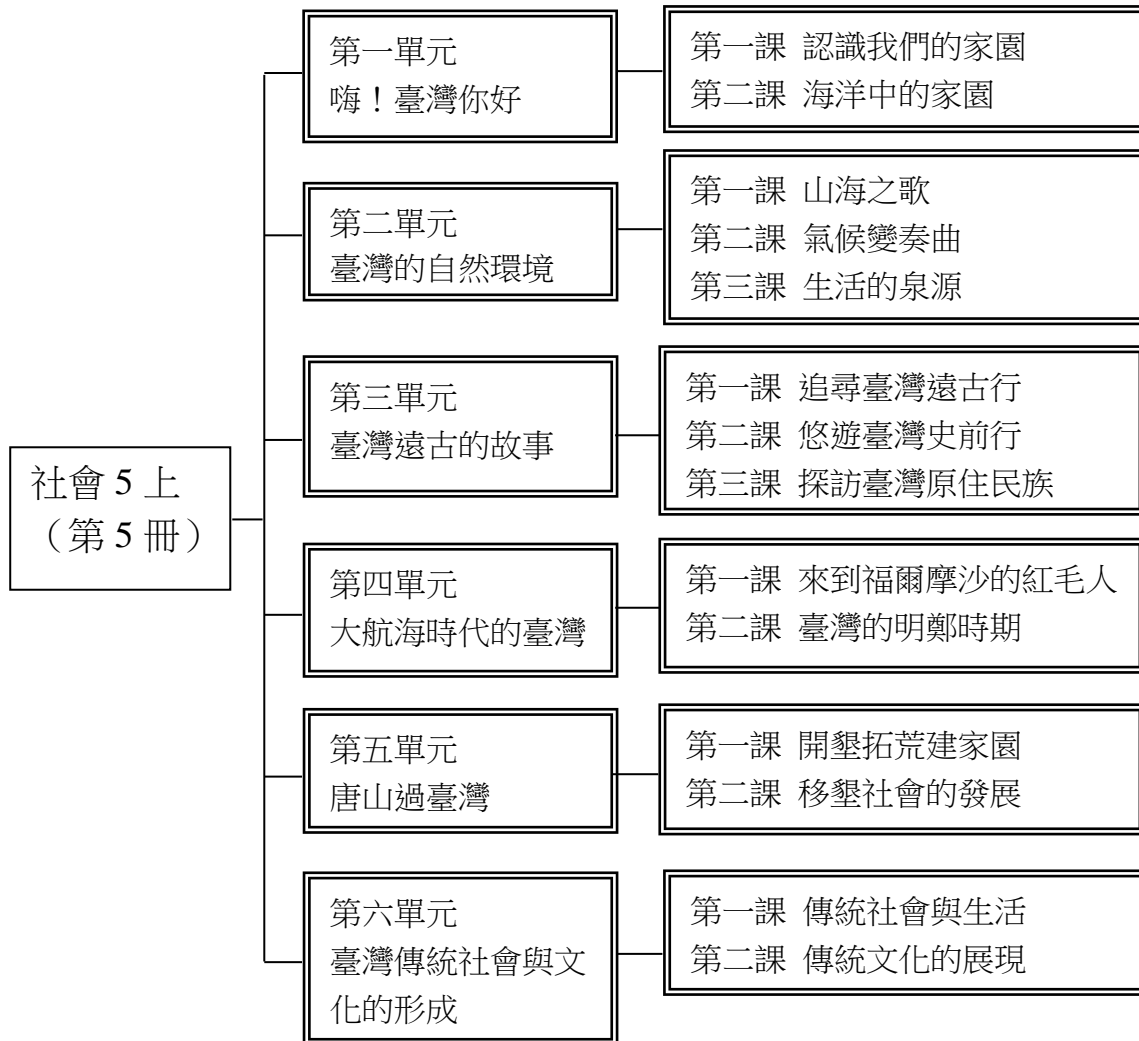 社會 5 上
（第 5 冊）
第一單元
嗨！臺灣你好
第一課 認識我們的家園
第二課 海洋中的家園
第二單元
臺灣的自然環境
第一課 山海之歌
第二課 氣候變奏曲
第三課 生活的泉源
第三單元
臺灣遠古的故事
第一課 追尋臺灣遠古行
第二課 悠遊臺灣史前行
第三課 探訪臺灣原住民族
第四單元
大航海時代的臺灣
第一課 來到福爾摩沙的紅毛人
第二課 臺灣的明鄭時期
第五單元
唐山過臺灣
第一課 開墾拓荒建家園
第二課 移墾社會的發展
第六單元
臺灣傳統社會與文
化的形成
第一課 傳統社會與生活
第二課 傳統文化的展現